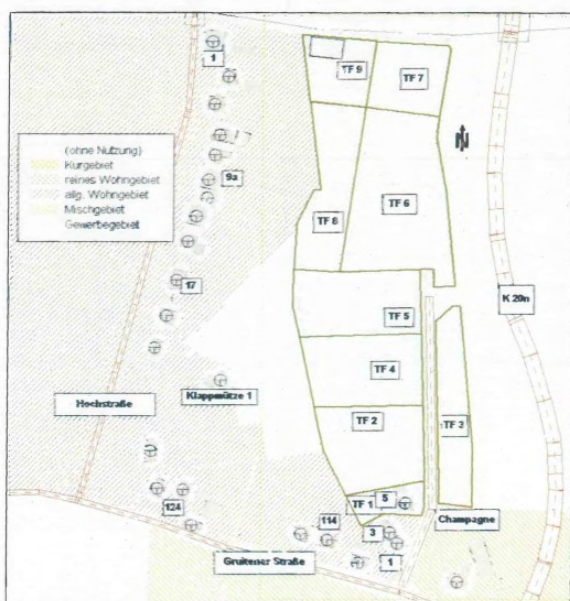 1
TF 9
TF 7
N
(ohne Nutzung)
Kurgebiet
reines Wohngebiet
allg. Wohngebiet
Mischgebiet
Gewerbegebiet
9a
TF 8
TF 6
17
K 20n
TF 5
TF 4
Klappmütze 1
Hochstraße
TF 2
TF 3
TF 1
5
124
114
3
Champagne
Gruitener Straße
1